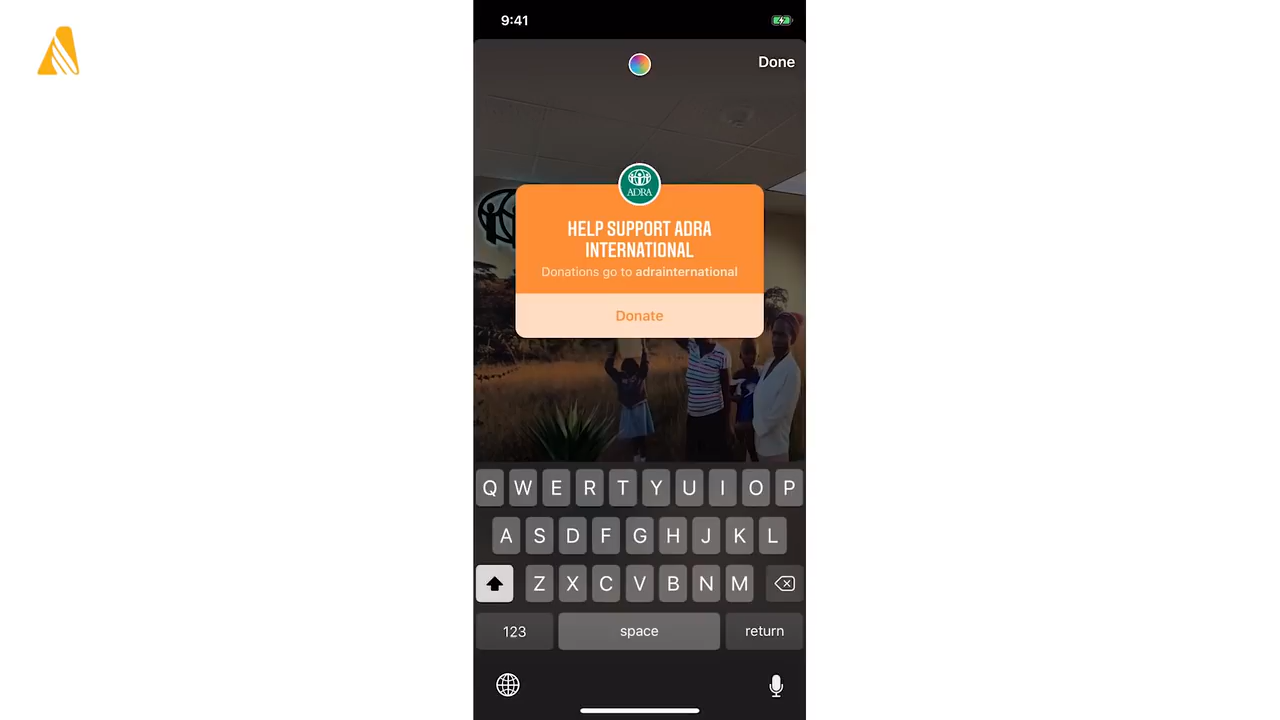 9:41
Done
ADRA
HELP SUPPORT ADRA
INTERNATIONAL
Donations go to adrainternational
Donate
Q W E R T Y U I O P
A S D F G H J K L
Z X C V B N M
123 space return